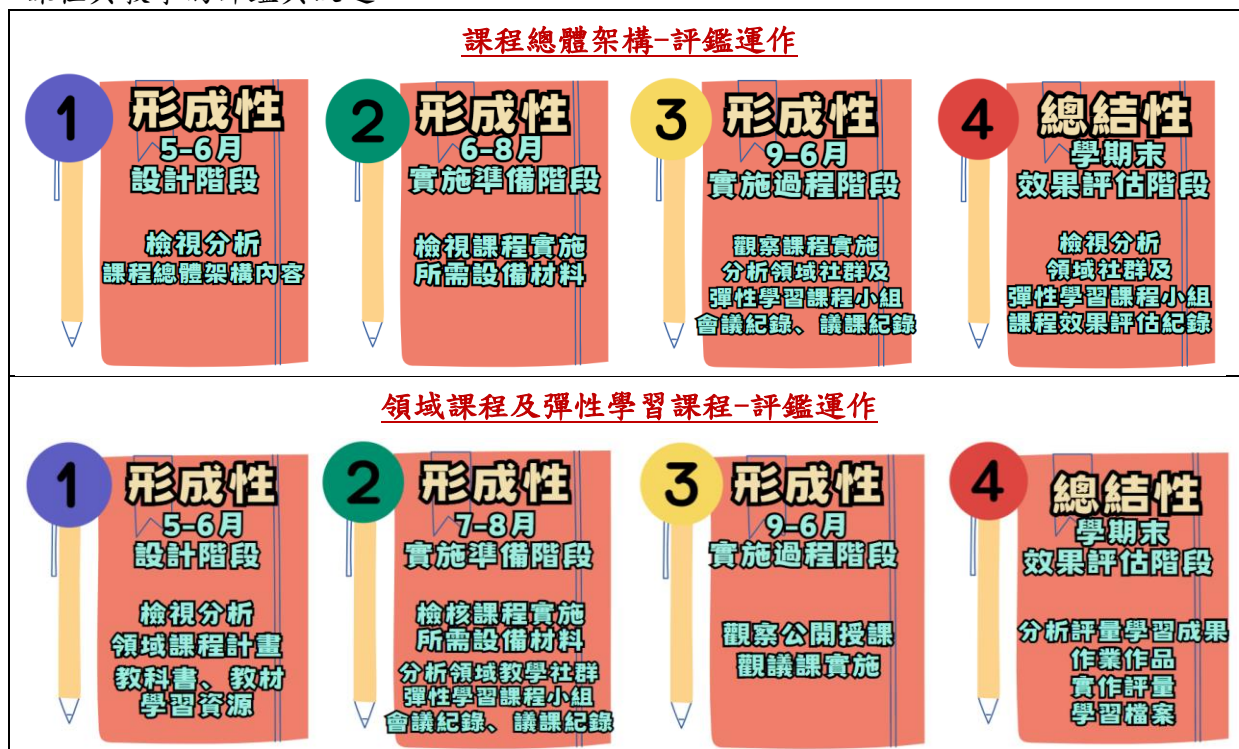 課程總體架構-評鑑運作
1
形成性
5-6月
設計階段
檢視分析
課程總體架構內容
2
形成性
6-8月
實施準備階段
檢視課程實施
所需設備材料
3
形成性
9-6月
實施過程階段
觀察課程實施
分析領域社群及
彈性學習課程小組
會議紀錄、議課紀錄
4
總結性
學期末
效果評估階段
檢視分析
領域社群及
彈性學習課程小組
課程效果評估紀錄
領域課程及彈性學習課程-評鑑運作
1
形成性
5-6月
設計階段
檢視分析
領域課程計畫
教科書、教材
學習資源
2
形成性
7-8月
實施準備階段
檢核課程實施
所需設備材料
分析領域教學社群
彈性學習課程小組
會議紀錄、議課紀錄
3
形成性
9-6月
實施過程階段
觀察公開授課
觀議課實施
4
總結性
學期末
效果評估階段
分析評量學習成果
作業作品
實作評量
學習檔案